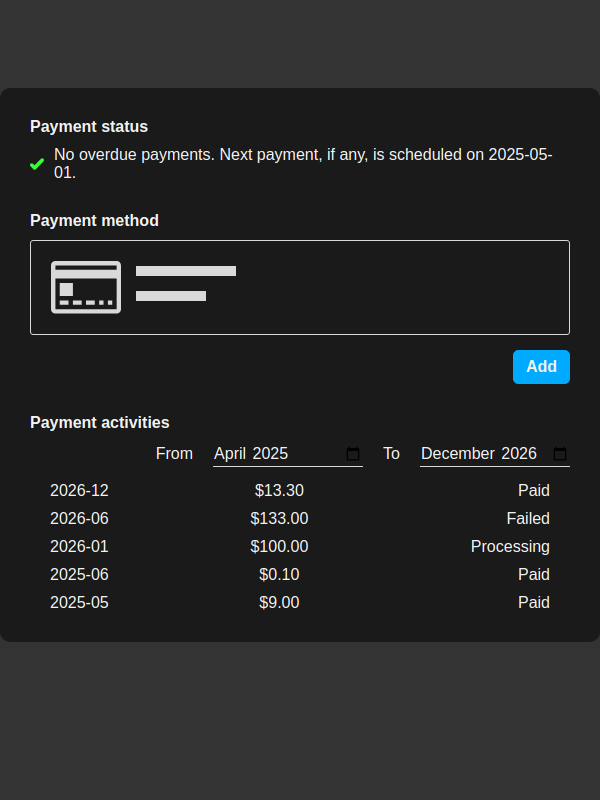 Payment status
No overdue payments. Next payment, if any, is scheduled on 2025-05-
01.
Payment method
Add
Payment activities
From April 2025 To December 2026
2026-12 $13.30 Paid
2026-06 $133.00 Failed
2026-01 $100.00 Processing
2025-06 $0.10 Paid
2025-05 $9.00 Paid